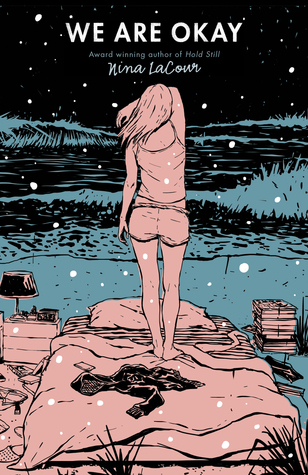 WE ARE OKAY
Award winning author of Hold Still
Nina LaCour